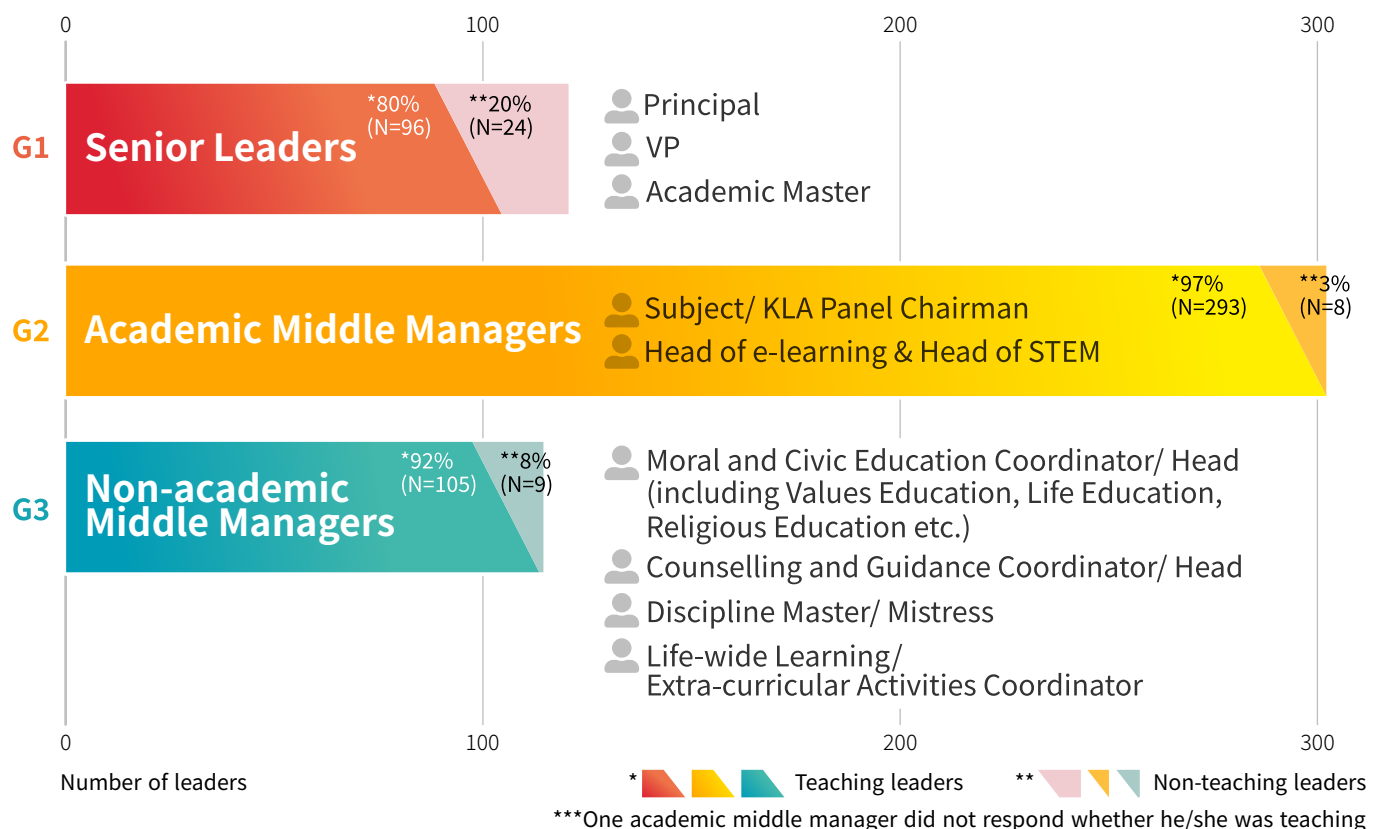 0 100 200 300
G1
Senior Leaders
*80%
(N=96)
**20%
(N=24)
Principal
VP
Academic Master
G2
Academic Middle Managers
Subject/ KLA Panel Chairman
Head of e-learning & Head of STEM
*97%
(N=293)
**3%
(N=8)
G3
Non-academic
Middle Managers
*92%
(N=105)
**8%
(N=9)
Moral and Civic Education Coordinator/ Head
(including Values Education, Life Education,
Religious Education etc.)
Counselling and Guidance Coordinator/ Head
Discipline Master/ Mistress
Life-wide Learning/
Extra-curricular Activities Coordinator
0 100 200 300
Number of leaders
* Teaching leaders
** Non-teaching leaders
***One academic middle manager did not respond whether he/she was teaching